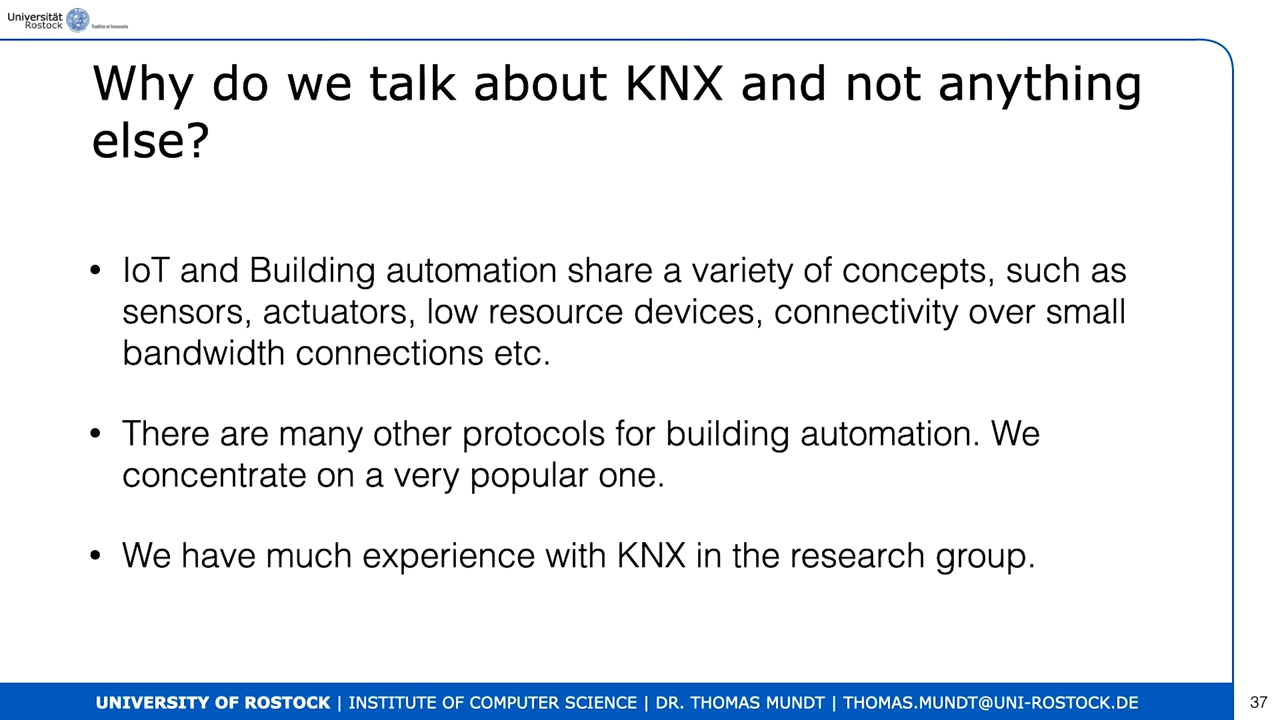 Universität
Rostock
Traditio et Innovatio
Why do we talk about KNX and not anything
else?
• IoT and Building automation share a variety of concepts, such as
sensors, actuators, low resource devices, connectivity over small
bandwidth connections etc.
• There are many other protocols for building automation. We
concentrate on a very popular one.
• We have much experience with KNX in the research group.
UNIVERSITY OF ROSTOCK | INSTITUTE OF COMPUTER SCIENCE | DR. THOMAS MUNDT | THOMAS.MUNDT@UNI-ROSTOCK.DE
37